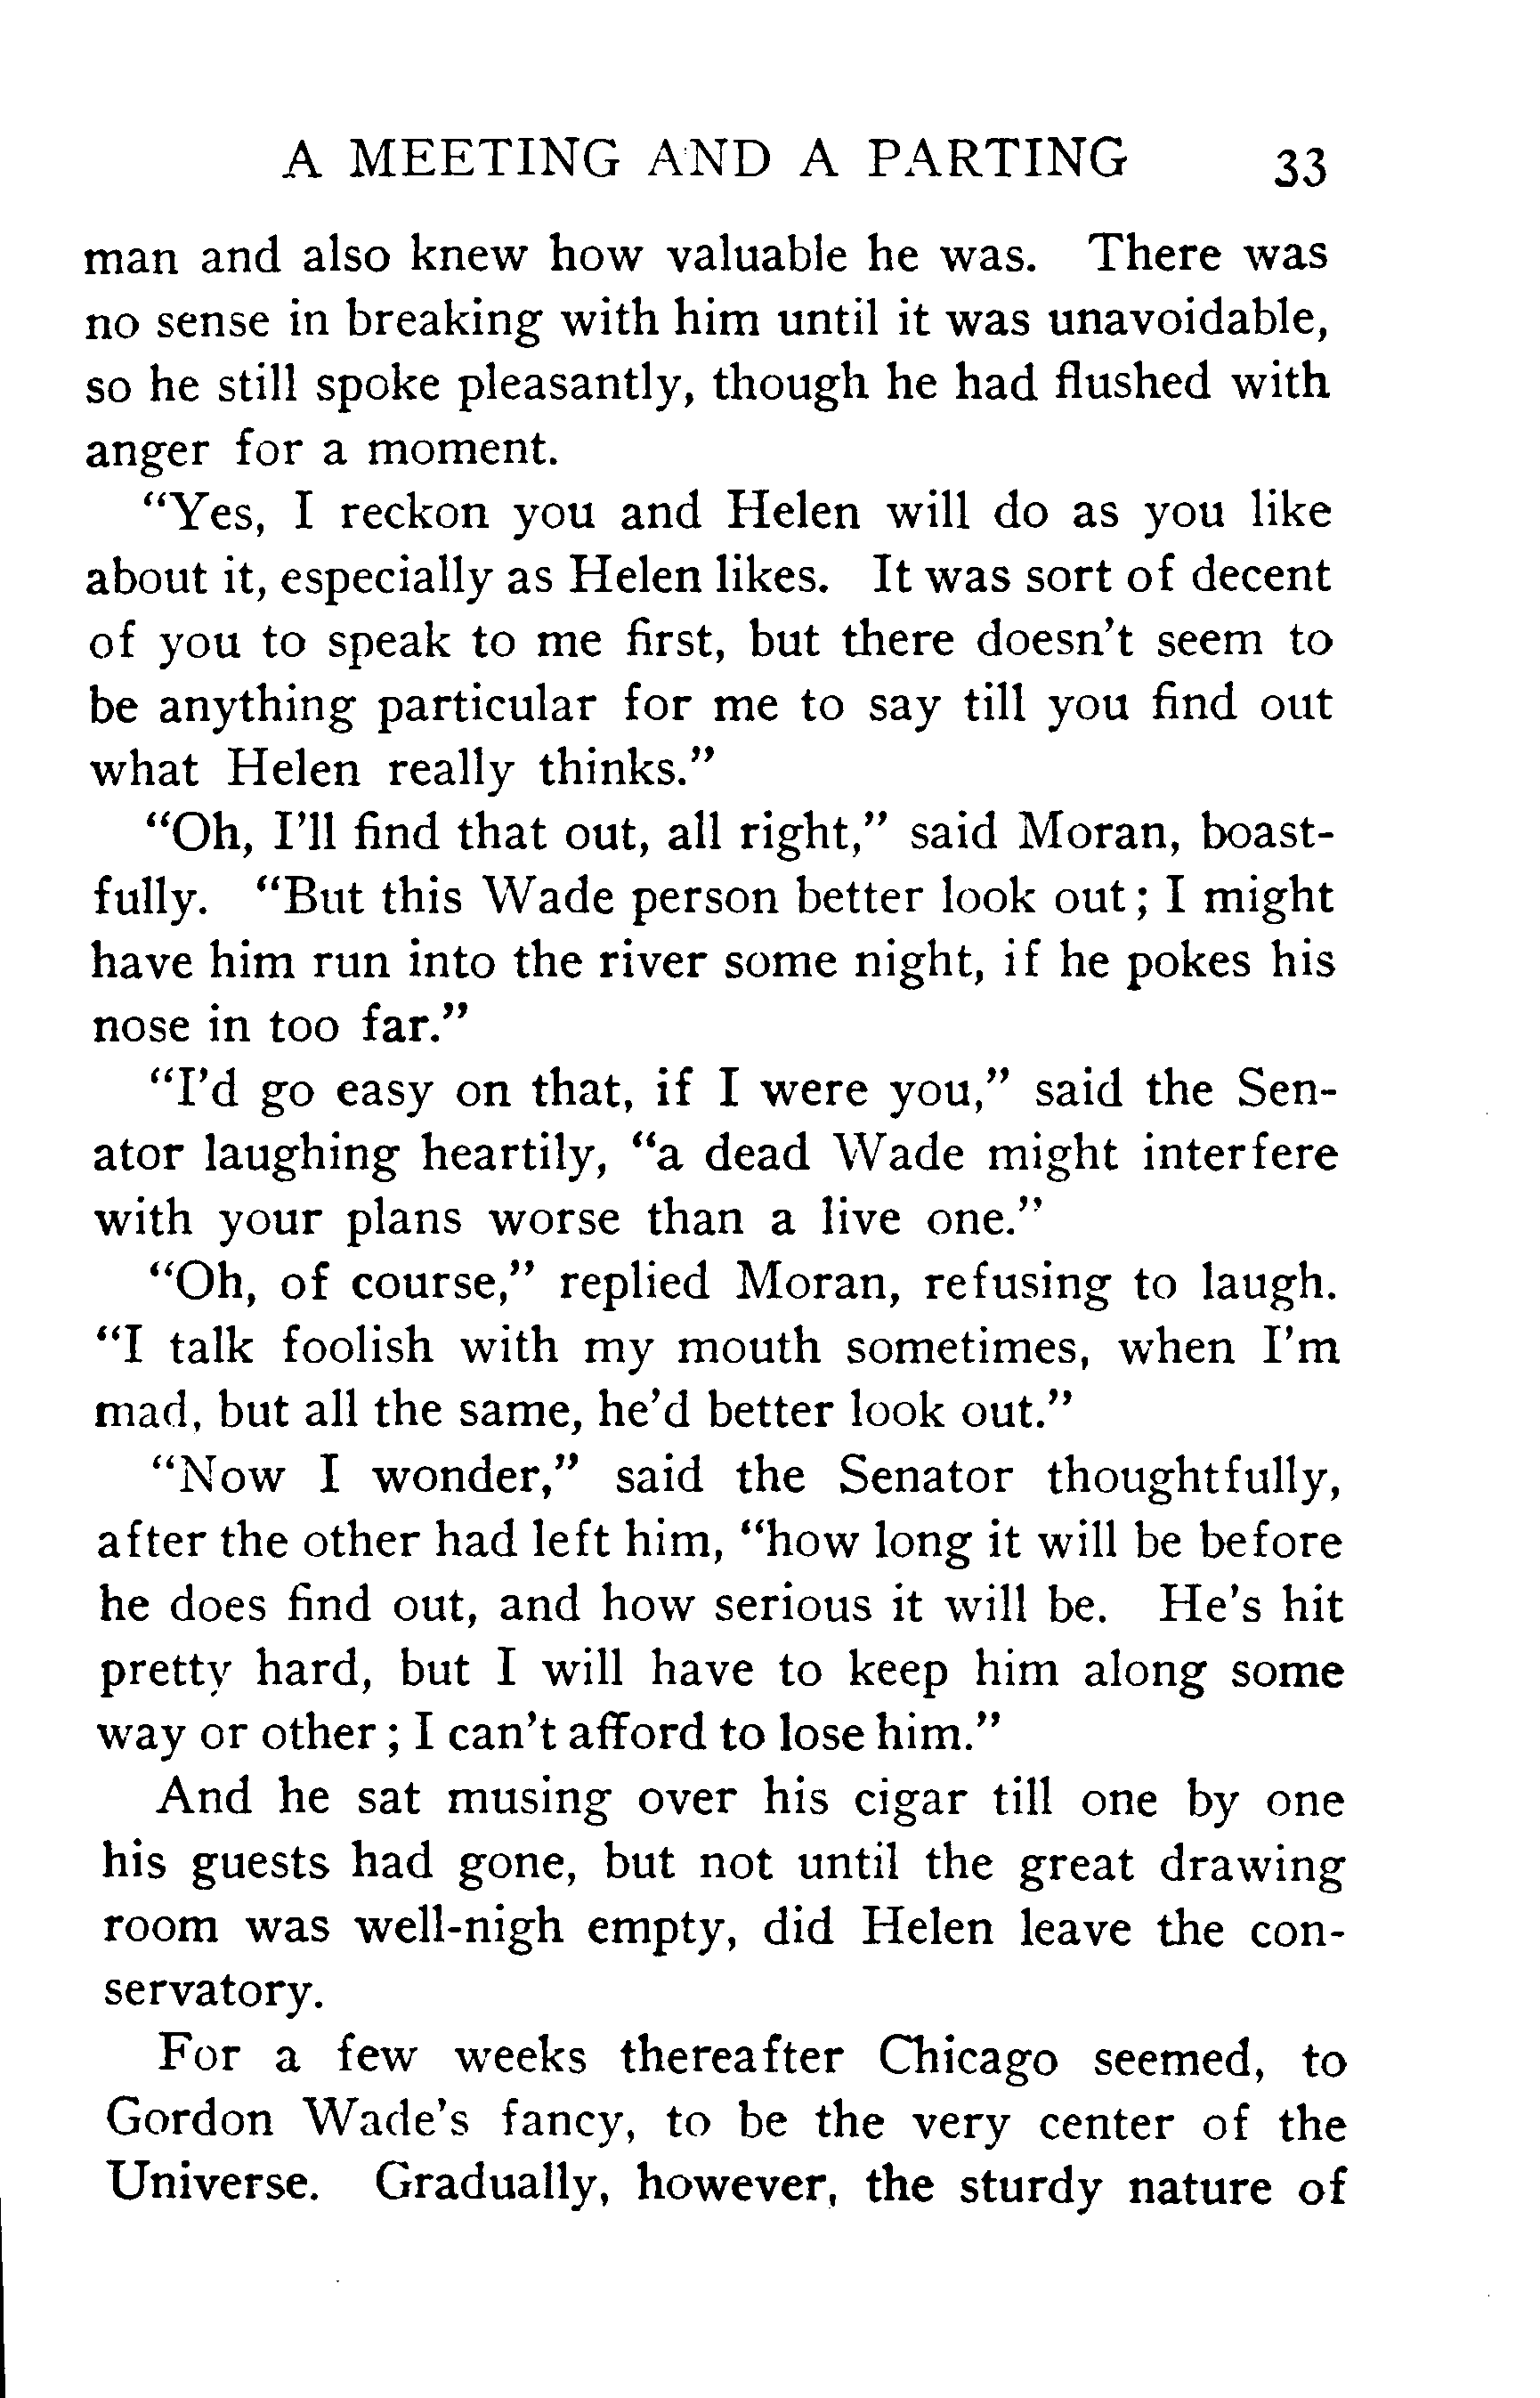 A MEETING AND A PARTING 33
man and also knew how valuable he was. There was
no sense in breaking with him until it was unavoidable,
so he still spoke pleasantly, though he had flushed with
anger for a moment.
"Yes, I reckon you and Helen will do as you like
about it, especially as Helen likes. It was sort of decent
of you to speak to me first, but there doesn't seem to
be anything particular for me to say till you find out
what Helen really thinks."
"Oh, I'll find that out, all right," said Moran, boast-
fully. "But this Wade person better look out; I might
have him run into the river some night, if he pokes his
nose in too far."
"I'd go easy on that, if I were you," said the Sen-
ator laughing heartily, "a dead Wade might interfere
with your plans worse than a live one."
"Oh, of course," replied Moran, refusing to laugh.
"I talk foolish with my mouth sometimes, when I'm
mad, but all the same, he'd better look out."
"Now I wonder," said the Senator thoughtfully,
after the other had left him, "how long it will be before
he does find out, and how serious it will be. He's hit
pretty hard, but I will have to keep him along some
way or other; I can't afford to lose him."
And he sat musing over his cigar till one by one
his guests had gone, but not until the great drawing
room was well-nigh empty, did Helen leave the con-
servatory.
For a few weeks thereafter Chicago seemed, to
Gordon Wade's fancy, to be the very center of the
Universe. Gradually, however, the sturdy nature of